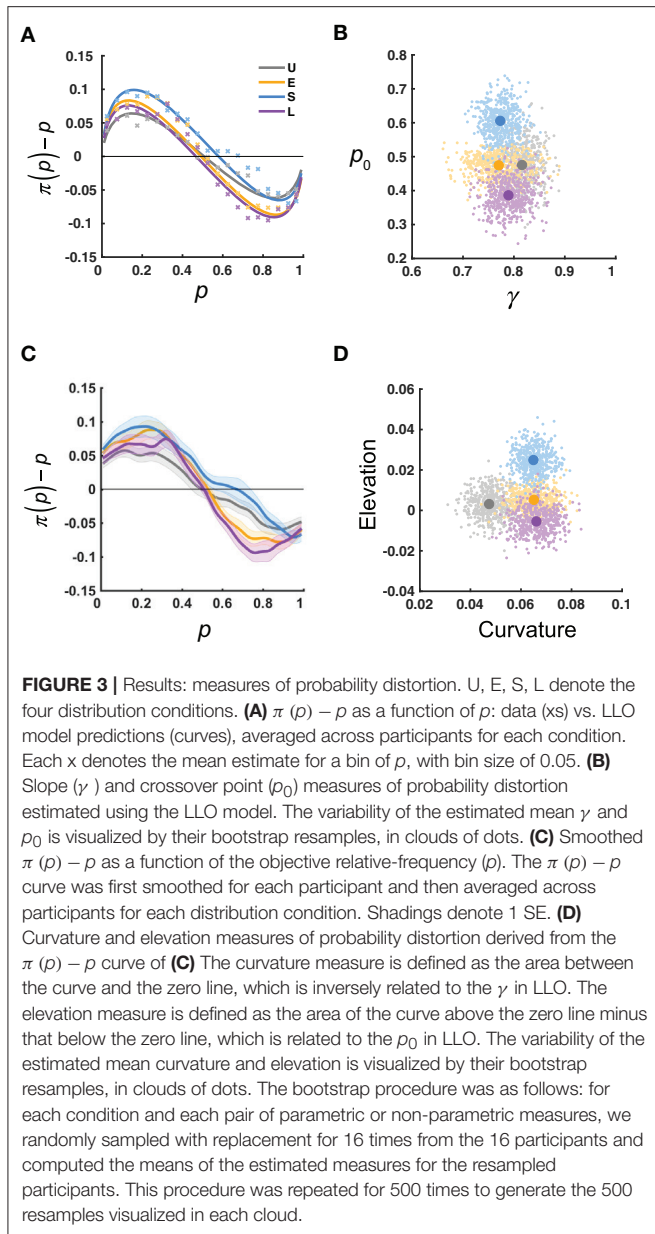 A
0.15
0.1
0.05
0
-0.05
-0.1
-0.15
π(p)−p
0 0.2 0.4 0.6 0.8 1
p
U
E
S
L
B
0.8
0.7
0.6
0.5
0.4
0.3
0.2
p0
0.6 0.7 0.8 0.9 1
γ
C
0.15
0.1
0.05
0
-0.05
-0.1
-0.15
π(p)−p
0 0.2 0.4 0.6 0.8 1
p
D
0.06
0.04
0.02
0
-0.02
-0.04
Elevation
0.02 0.04 0.06 0.08 0.1
Curvature
FIGURE 3 | Results: measures of probability distortion. U, E, S, L denote the
four distribution conditions. (A) π (p) − p as a function of p: data (xs) vs. LLO
model predictions (curves), averaged across participants for each condition.
Each x denotes the mean estimate for a bin of p, with bin size of 0.05. (B)
Slope (γ ) and crossover point (p0) measures of probability distortion
estimated using the LLO model. The variability of the estimated mean γ and
p0 is visualized by their bootstrap resamples, in clouds of dots. (C) Smoothed
π (p) − p as a function of the objective relative-frequency (p). The π (p) − p
curve was first smoothed for each participant and then averaged across
participants for each distribution condition. Shadings denote 1 SE. (D)
Curvature and elevation measures of probability distortion derived from the
π (p) − p curve of (C) The curvature measure is defined as the area between
the curve and the zero line, which is inversely related to the γ in LLO. The
elevation measure is defined as the area of the curve above the zero line minus
that below the zero line, which is related to the p0 in LLO. The variability of the
estimated mean curvature and elevation is visualized by their bootstrap
resamples, in clouds of dots. The bootstrap procedure was as follows: for
each condition and each pair of parametric or non-parametric measures, we
randomly sampled with replacement for 16 times from the 16 participants and
computed the means of the estimated measures for the resampled
participants. This procedure was repeated for 500 times to generate the 500
resamples visualized in each cloud.